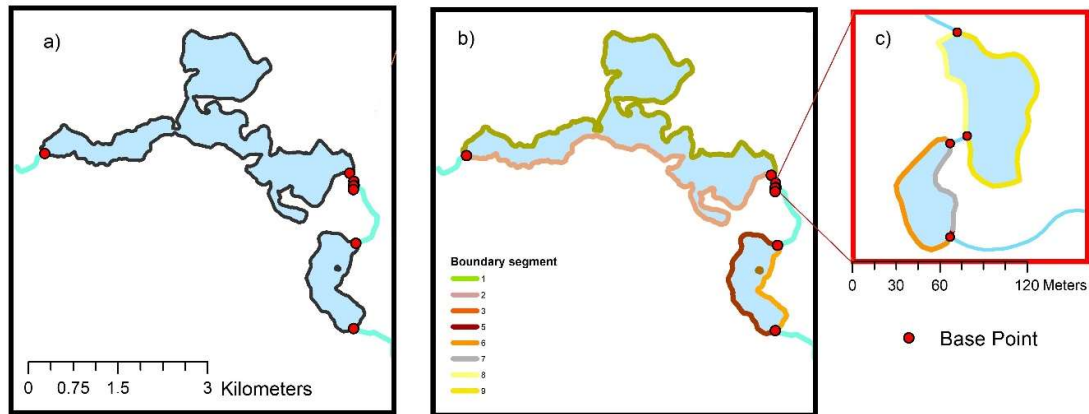 a)
0 0.75 1.5 3 Kilometers
b)
Boundary segment
1
2
3
5
6
7
8
9
c)
0 30 60 120 Meters
Base Point